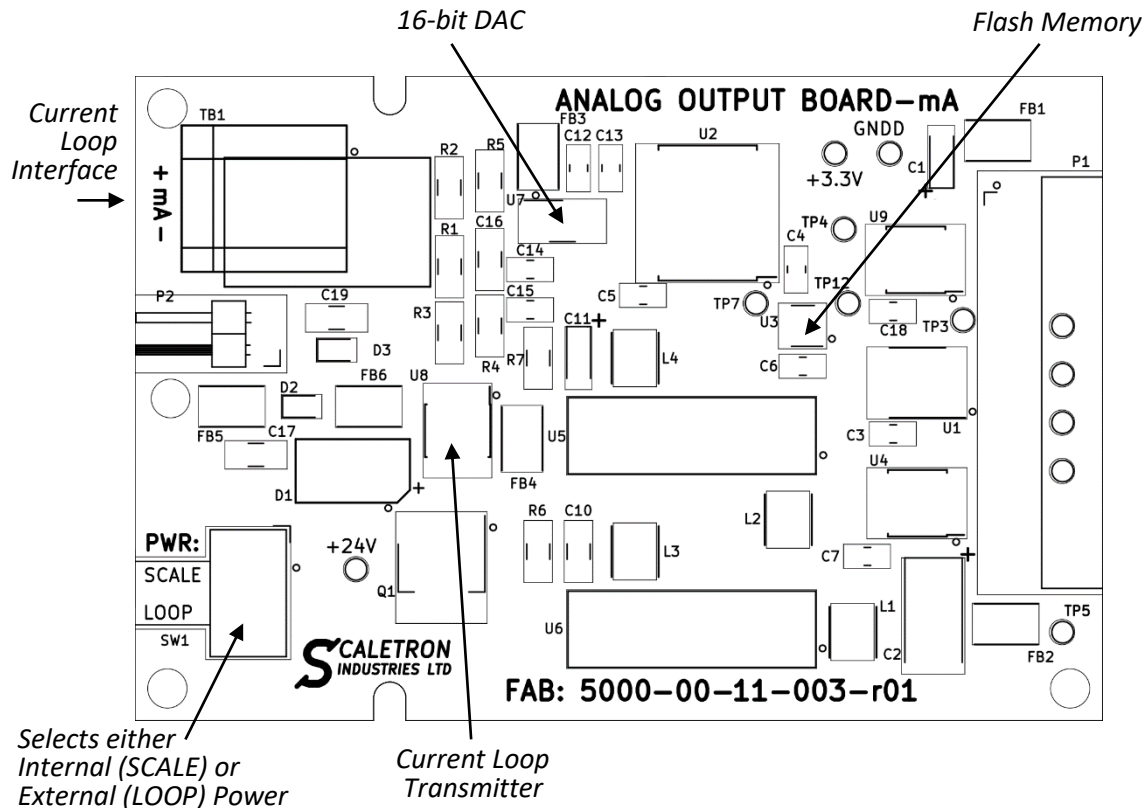 16-bit DAC
Flash Memory
Current
Loop
Interface
ANALOG OUTPUT BOARD-mA
TB1
FB3
C12 C13
U2
GNDD
FB1
+3.3V
C1
+
P1
R2
R5
+ mA -
U7
TP4
U9
R1
C16
C14
C4
P2
C19
R3
C15
C5
TP7
TP12
U3
C18
TP3
C11
+
D3
R4
R7
L4
C6
D2
FB6
U8
FB5
C17
U5
C3
U1
D1
+
FB4
U4
R6
C10
L2
PWR:
+24V
L3
C7
+
SCALE
Q1
LOOP
U6
L1
TP5
SW1
SCALETRON
INDUSTRIES LTD
C2
FB2
FAB: 5000-00-11-003-r01
Selects either
Internal (SCALE) or
External (LOOP) Power
Current Loop
Transmitter